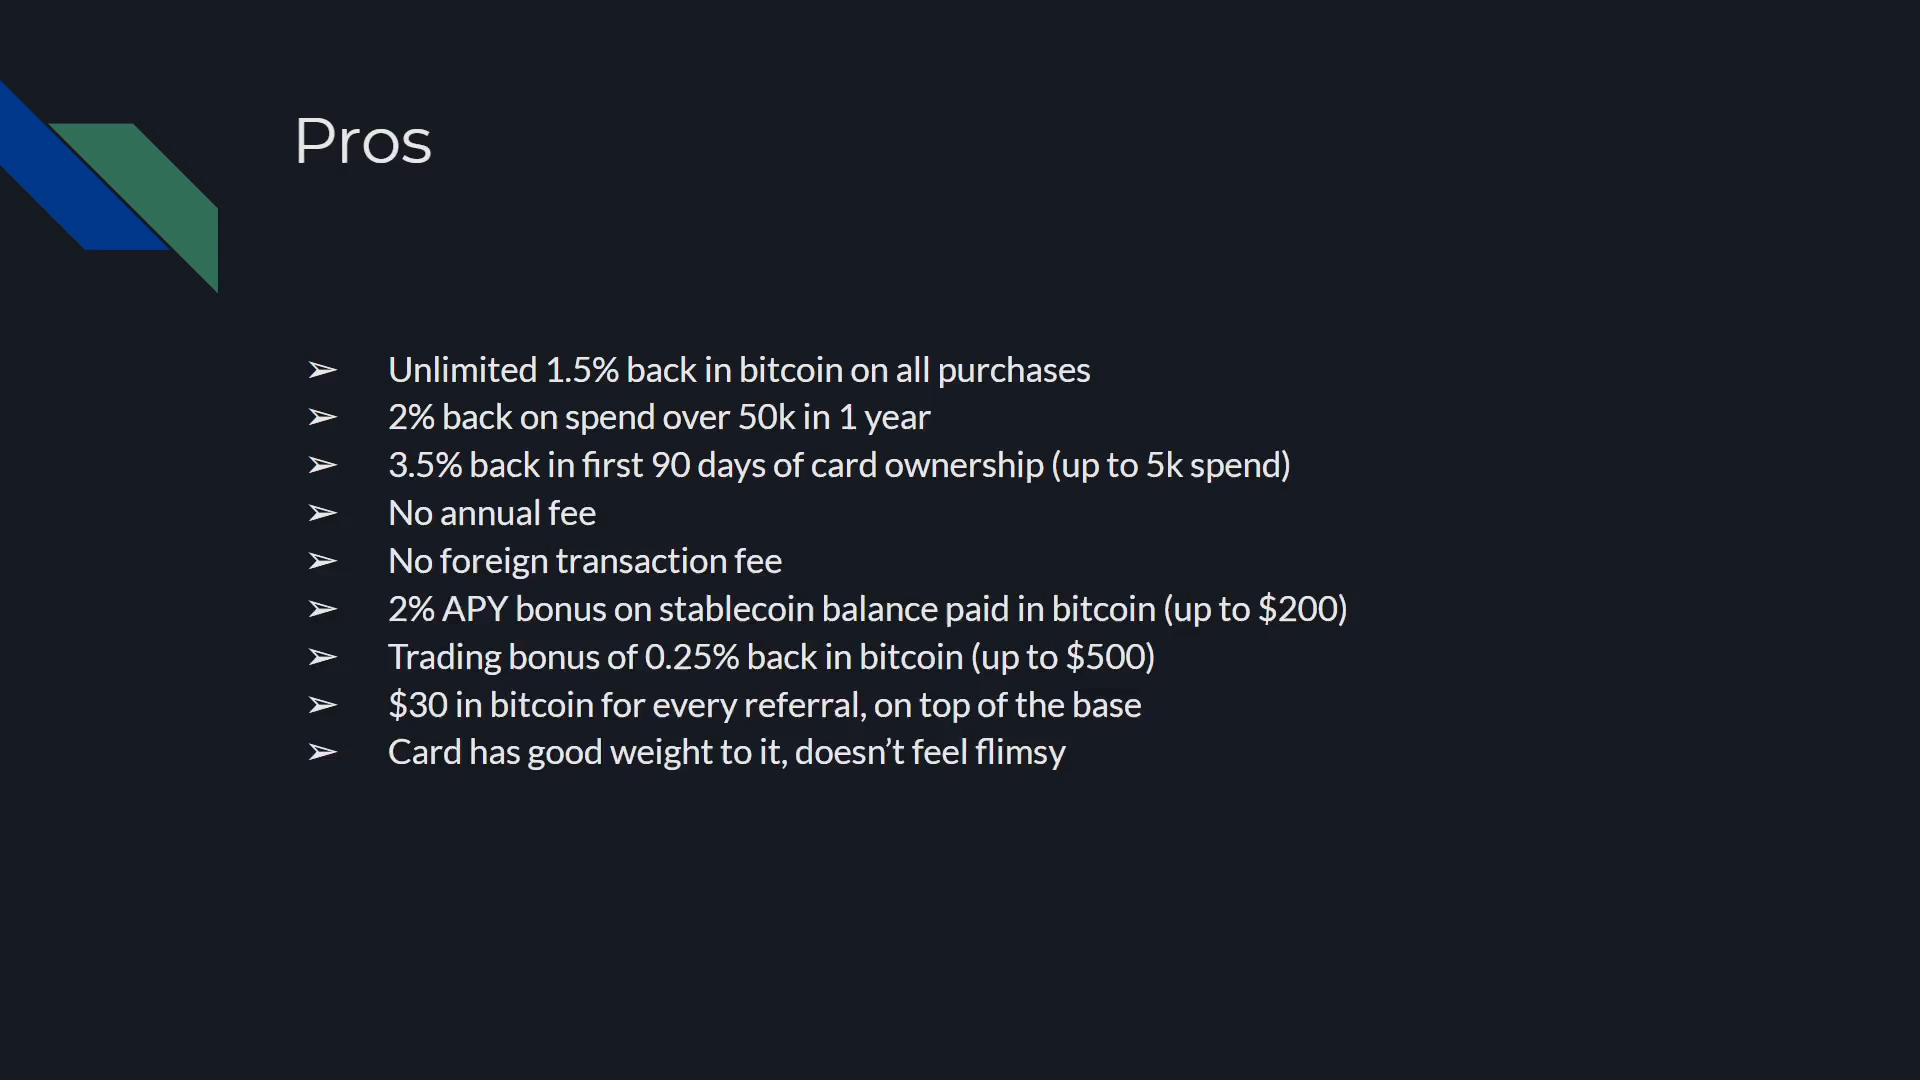 Pros
➢ Unlimited 1.5% back in bitcoin on all purchases
➢ 2% back on spend over 50k in 1 year
➢ 3.5% back in first 90 days of card ownership (up to 5k spend)
➢ No annual fee
➢ No foreign transaction fee
➢ 2% APY bonus on stablecoin balance paid in bitcoin (up to $200)
➢ Trading bonus of 0.25% back in bitcoin (up to $500)
➢ $30 in bitcoin for every referral, on top of the base
➢ Card has good weight to it, doesn’t feel flimsy